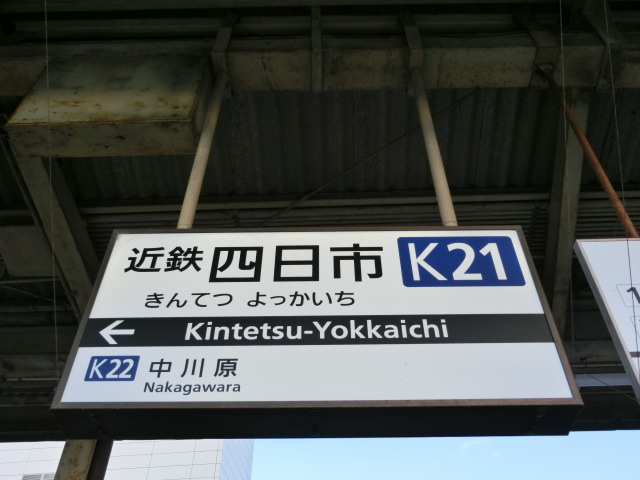 近鉄 四日市 K21
きんてつ よっかいち
← Kintetsu-Yokkaichi
K22 中川原
Nakagawara
1